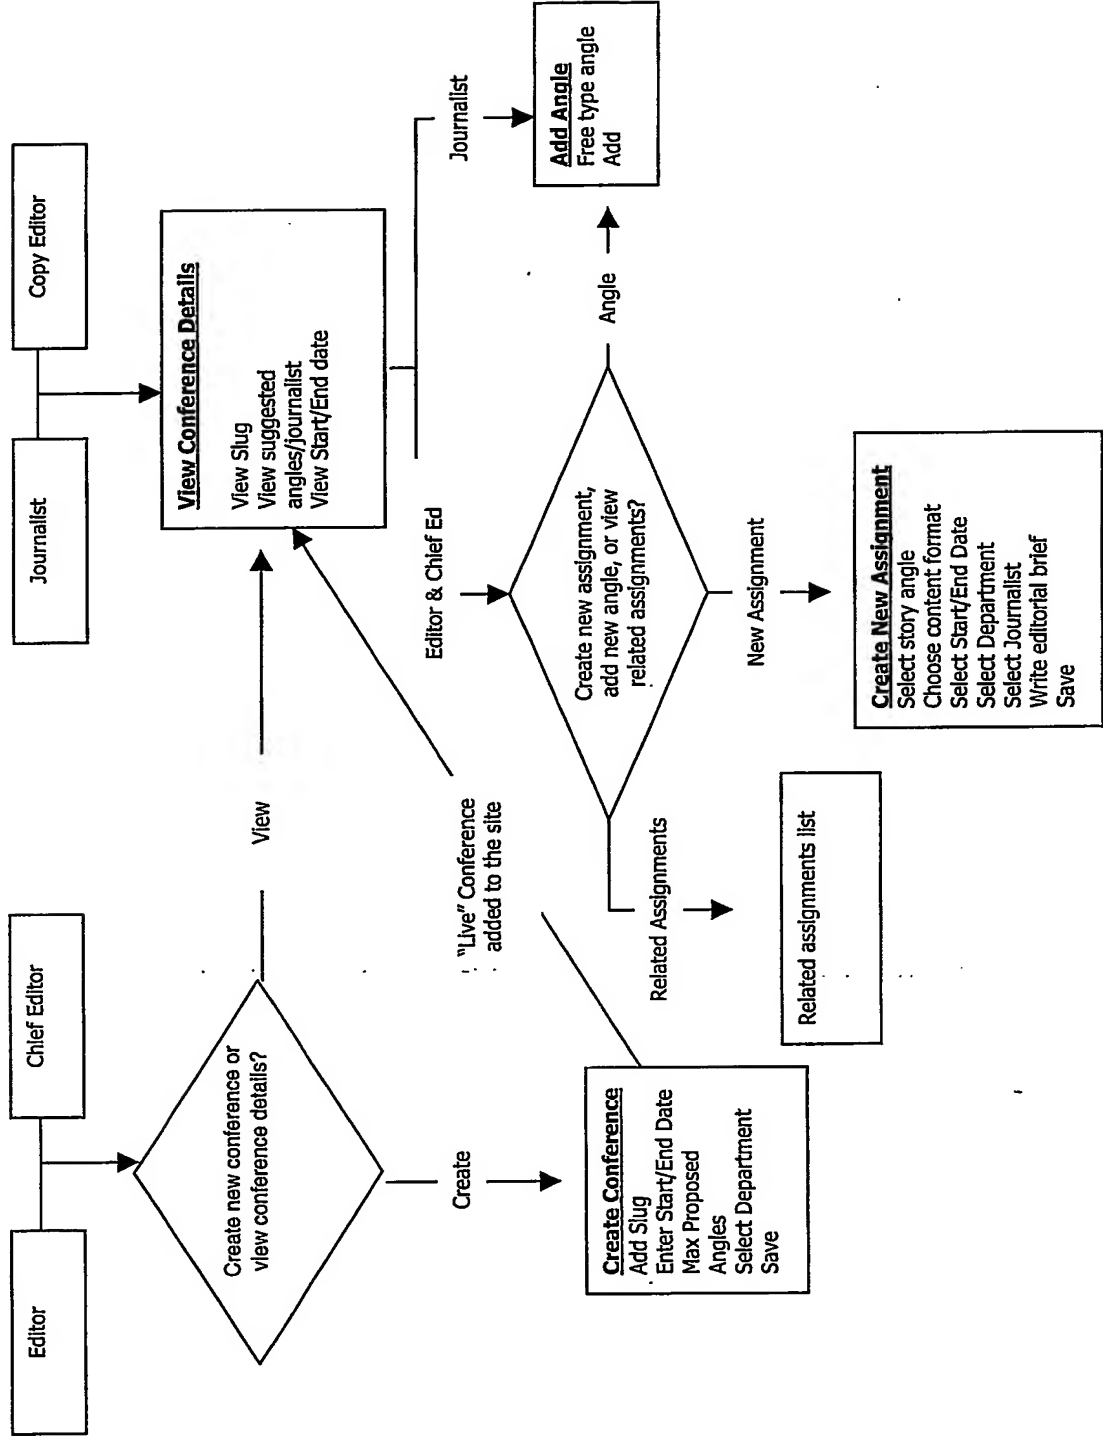 Editor
Chief Editor
Journalist
Copy Editor
Create new conference or
view conference details?
View
View Conference Details
View Slug
View suggested
angles/journalist
View Start/End date
Create
"Live" Conference
added to the site
Editor & Chief Ed
Journalist
Create Conference
Add Slug
Enter Start/End Date
Max Proposed
Angles
Select Department
Save
Related Assignments
Create new assignment,
add new angle, or view
related assignments?
Angle
Add Angle
Free type angle
Add
New Assignment
Related assignments list
Create New Assignment
Select story angle
Choose content format
Select Start/End Date
Select Department
Select Journalist
Write editorial brief
Save